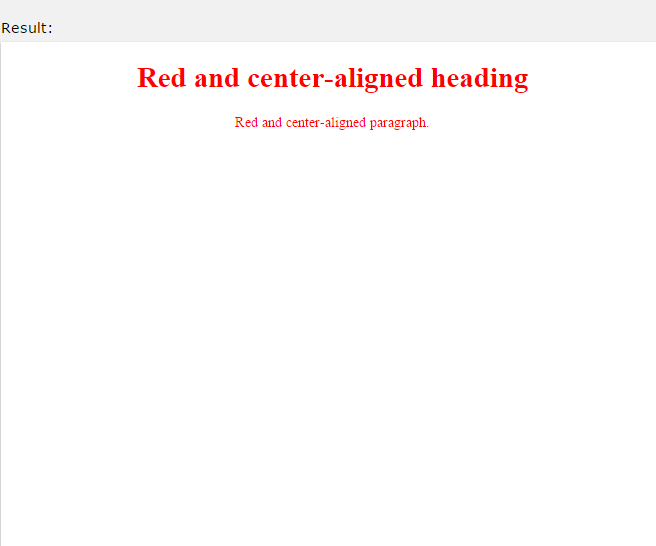 Result:
Red and center-aligned heading
Red and center-aligned paragraph.